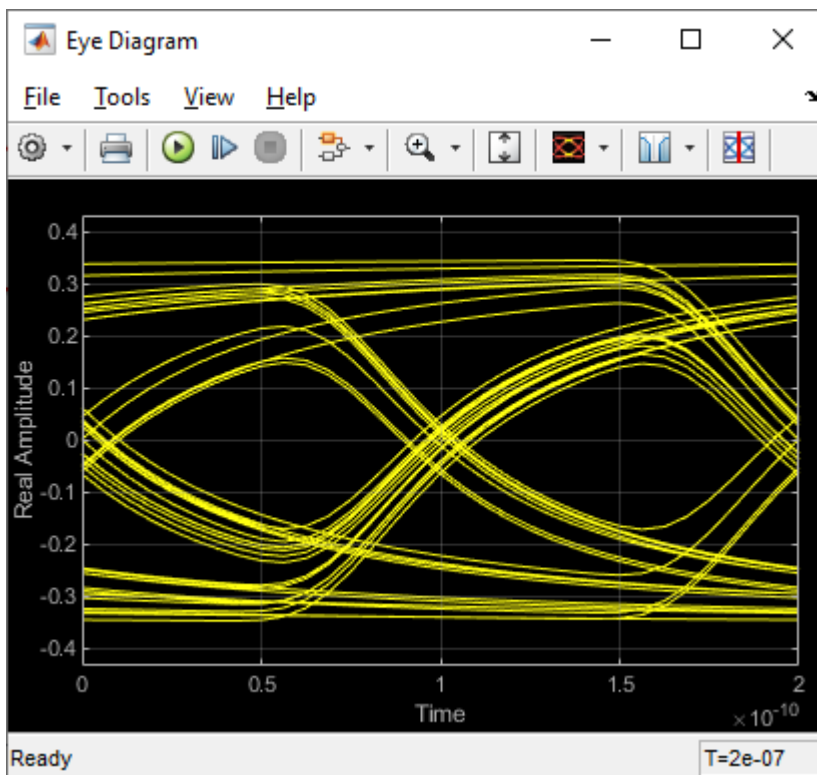 Eye Diagram
File Tools View Help
0.4
0.3
0.2
0.1
0
-0.1
-0.2
-0.3
-0.4
Real Amplitude
0 0.5 1 1.5 2
Time
×10⁻¹⁰
Ready T=2e-07